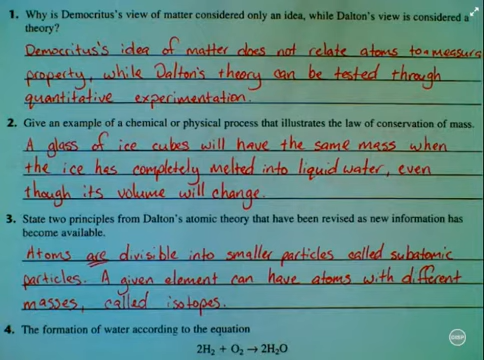 1. Why is Democritus's view of matter considered only an idea, while Dalton's view is considered a
theory?
Democritus's idea of matter does not relate atoms to a measura
property, while Dalton's theory can be tested through
quantitative experimentation.
2. Give an example of a chemical or physical process that illustrates the law of conservation of mass.
A glass of ice cubes will have the same mass when
the ice has completely melted into liquid water, even
though its volume will change.
3. State two principles from Dalton's atomic theory that have been revised as new information has
become available.
Atoms are divisible into smaller particles called subatomic
particles. A given element can have atoms with different
masses, called isotopes.
4. The formation of water according to the equation
2H₂ + O₂ → 2H₂O